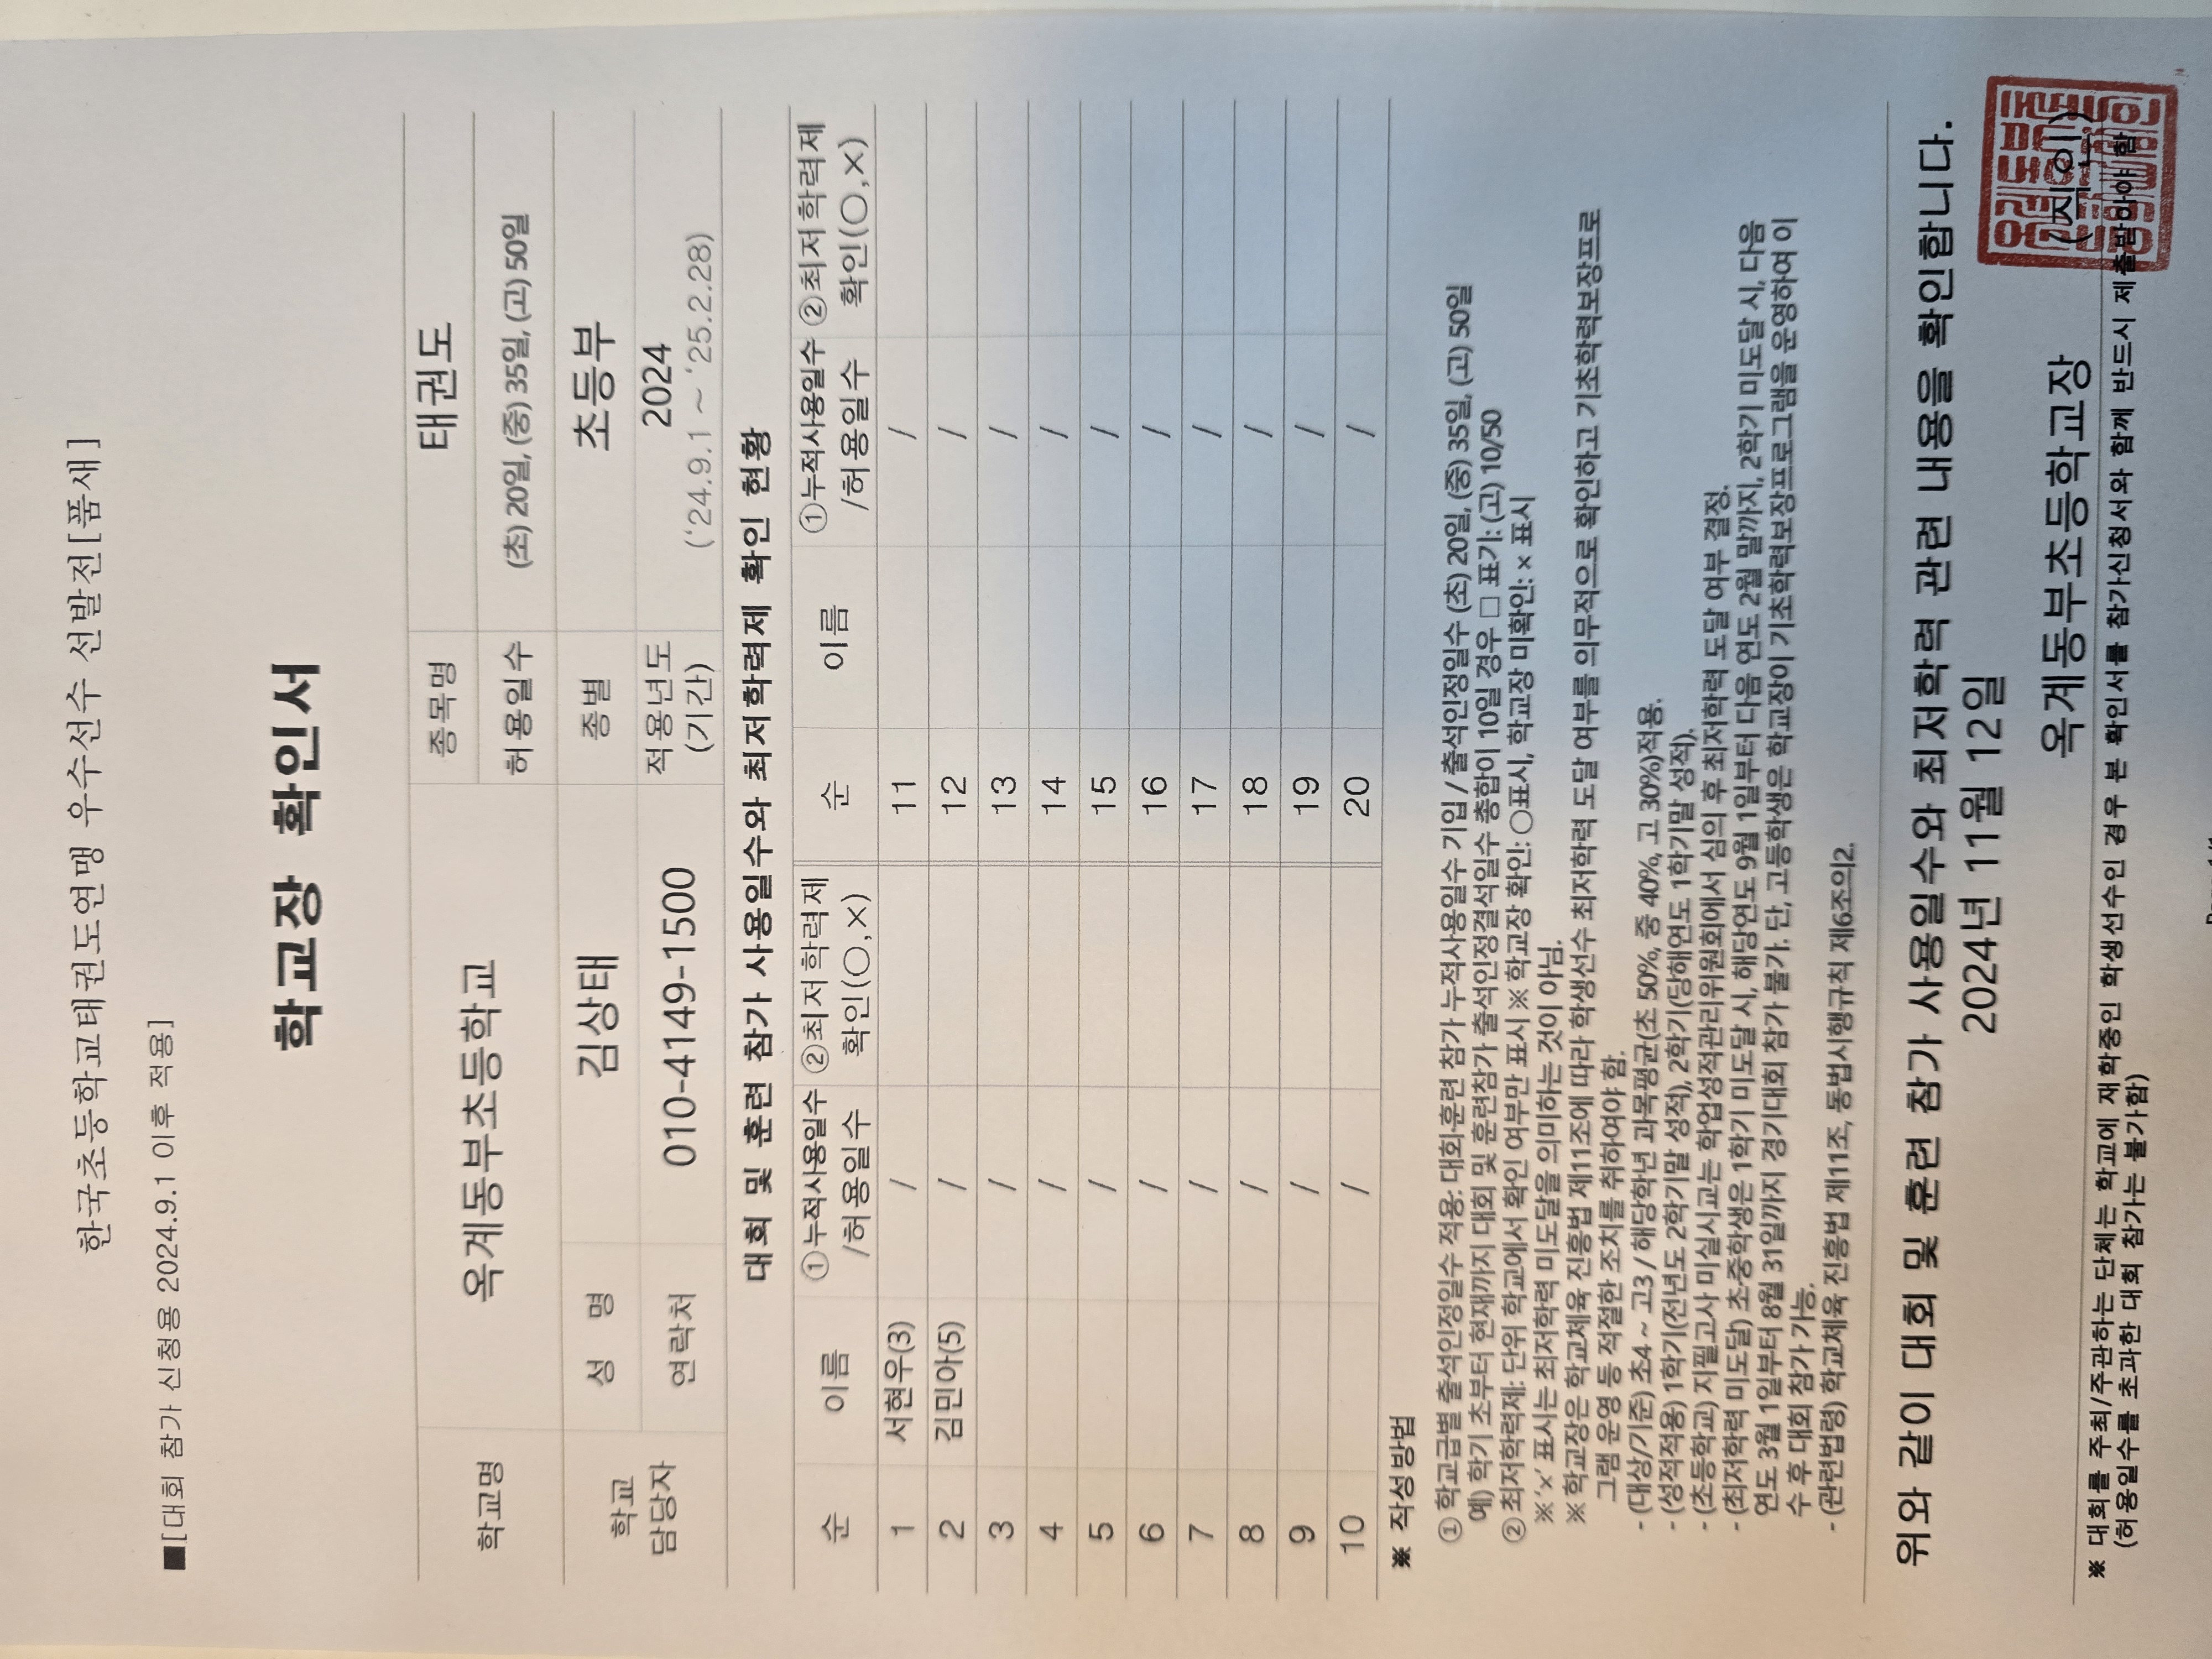 한국초등학교태권도연맹 우수선수 선발전[품새]
■[대회 참가 신청용 2024.9.1 이후 적용]
학교장 확인서
학교명 옥계동부초등학교 종목명 태권도
허용일수 (초) 20일, (중) 35일, (고) 50일
학교 담당자 성 명 김상태 종별 초등부
연락처 010-4149-1500 적용년도 (기간) 2024 ('24.9.1 ~ '25.2.28)
대회 및 훈련 참가 사용일수와 최저학력제 확인 현황
순 이름 ①누적사용일수 /허용일수 ②최저학력제 확인(○,×) 순 이름 ①누적사용일수 /허용일수 ②최저학력제 확인(○,×)
1 서현우(3) / 11 /
2 김민아(5) / 12 /
3 / 13 /
4 / 14 /
5 / 15 /
6 / 16 /
7 / 17 /
8 / 18 /
9 / 19 /
10 / 20 /
※ 작성방법
① 학교급별 출석인정일수 적용: 대회·훈련 참가 누적사용일수 기입 / 출석인정일수 (초) 20일, (중) 35일, (고) 50일
예) 학기 초부터 현재까지 대회 및 훈련참가 출석인정결석일수 총합이 10일 경우 □ 표기: (고) 10/50
② 최저학력제: 단위 학교에서 확인 여부만 표시 ※ 학교장 확인: ○표시, 학교장 미확인: × 표시
※ '×' 표시는 최저학력 미도달을 의미하는 것이 아님.
※ 학교장은 학교체육 진흥법 제11조에 따라 학생선수 최저학력 도달 여부를 의무적으로 확인하고 기초학력보장프로
그램 운영 등 적절한 조치를 취하여야 함.
- (대상/기준) 초4 ~ 고3 / 해당학년 과목평균(초 50%, 중 40%, 고 30%)적용.
- (성적적용) 1학기(전년도 2학기말 성적), 2학기(당해연도 1학기말 성적).
- (초등학교) 지필고사 미실시교는 학업성적관리위원회에서 심의 후 최저학력 도달 여부 결정.
- (최저학력 미도달) 초·중학생은 1학기 미도달 시, 해당연도 9월 1일부터 다음 연도 2월 말까지, 2학기 미도달 시, 다음
연도 3월 1일부터 8월 31일까지 경기대회 참가 불가. 단, 고등학생은 학교장이 기초학력보장프로그램을 운영하여 이
수 후 대회 참가 가능.
- (관련법령) 학교체육 진흥법 제11조, 동법시행규칙 제6조의2.
위와 같이 대회 및 훈련 참가 사용일수와 최저학력 관련 내용을 확인합니다.
2024년 11월 12일
옥계동부초등학교장 (직인)
※ 대회를 주최/주관하는 단체는 학교에 재학중인 학생선수인 경우 본 확인서를 참가신청서와 함께 반드시 제출받아야 함
(허용일수를 초과한 대회 참가는 불가함)